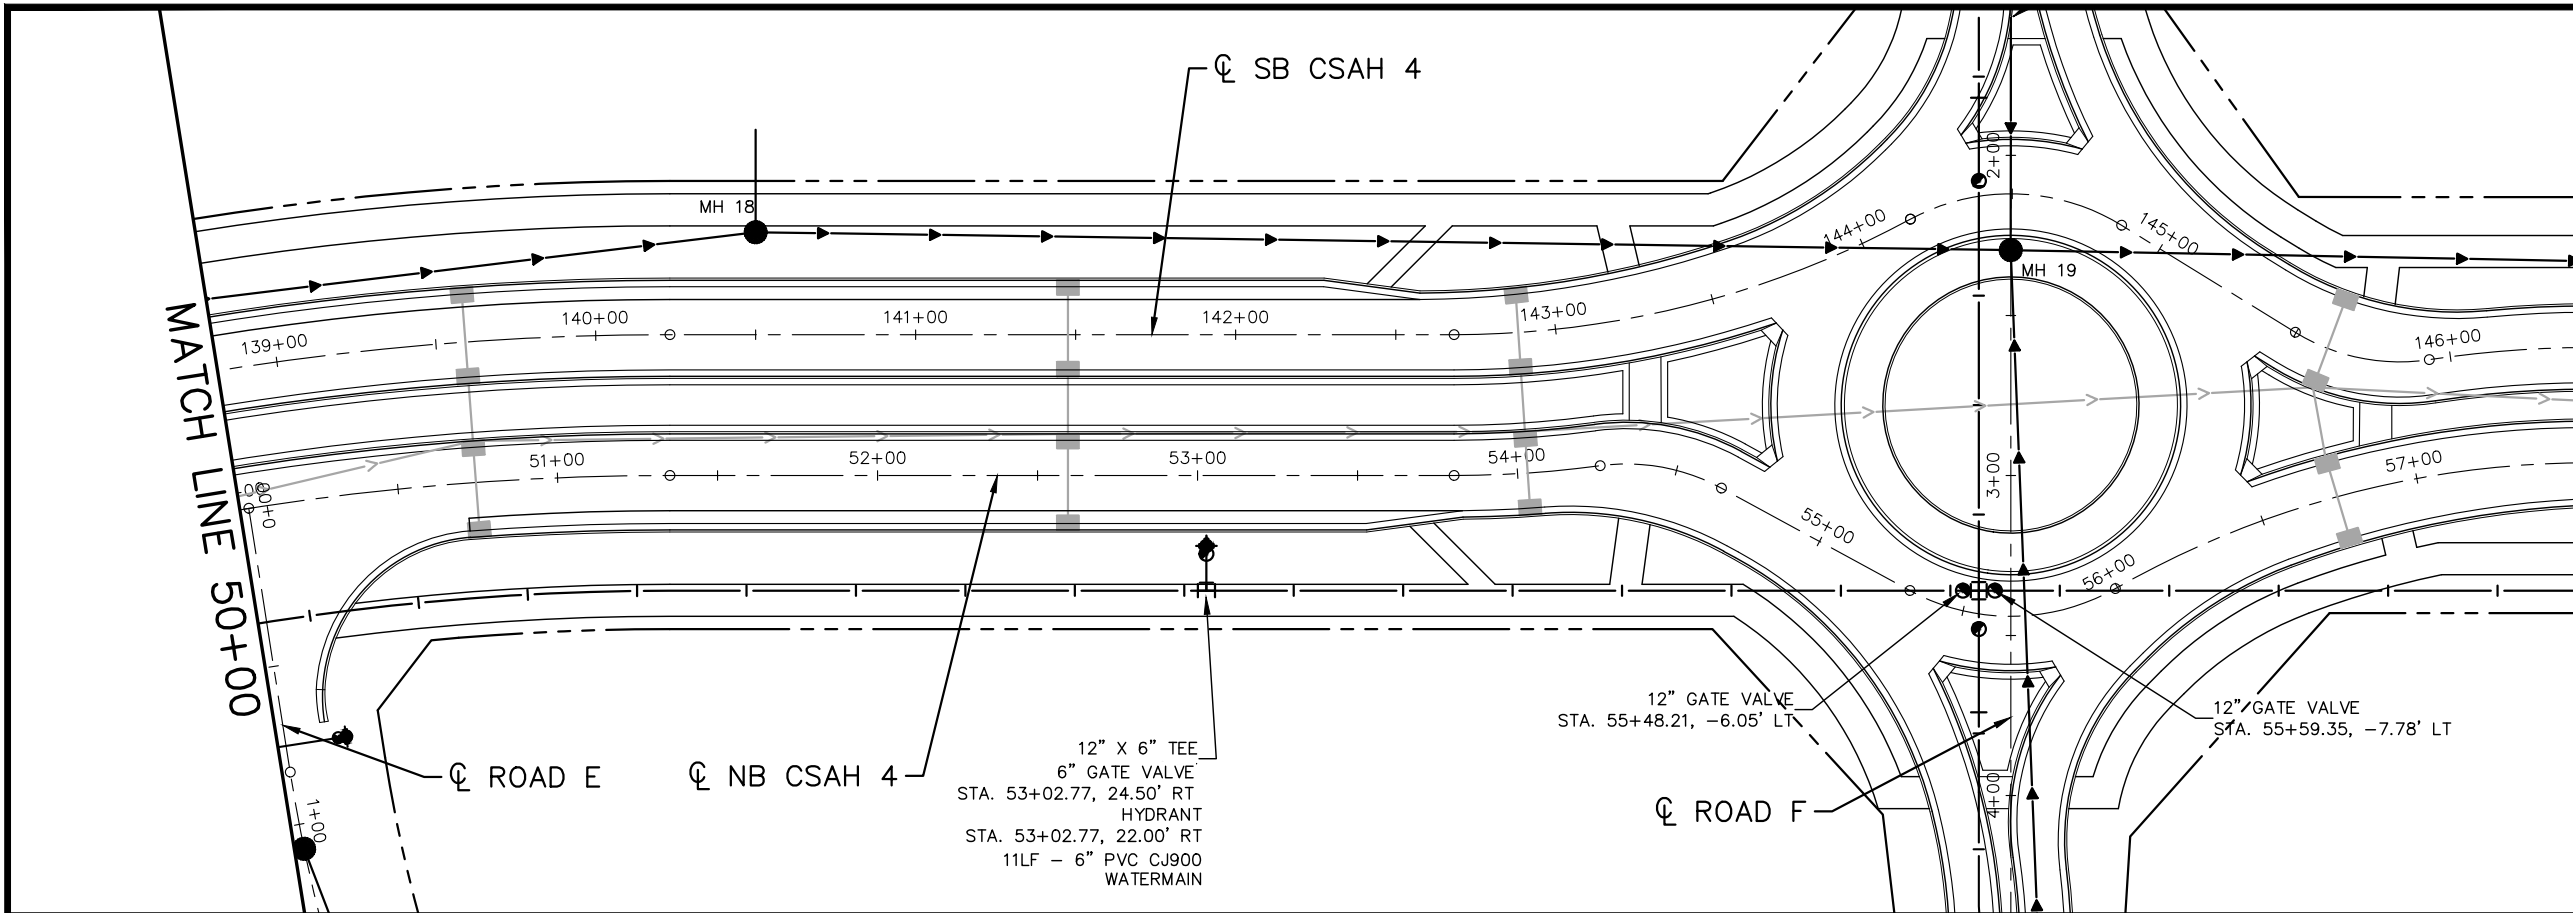 ℄ SB CSAH 4
2+00
MH 18
144+00
145+00
MH 19
139+00
140+00
141+00
142+00
143+00
146+00
MATCH LINE 50+00
0+00
51+00
52+00
53+00
54+00
55+00
3+00
56+00
57+00
12" GATE VALVE
STA. 55+48.21, -6.05' LT
12" GATE VALVE
STA. 55+59.35, -7.78' LT
℄ ROAD E
℄ NB CSAH 4
12" X 6" TEE
6" GATE VALVE
STA. 53+02.77, 24.50' RT
HYDRANT
STA. 53+02.77, 22.00' RT
11LF - 6" PVC CJ900
WATERMAIN
℄ ROAD F
4+00
1+00